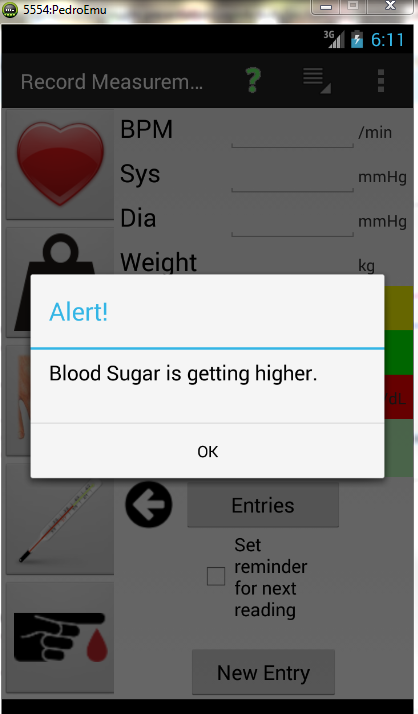 5554:PedroEmu
3G 6:11
Record Measurem...
?
BPM /min
Sys mmHg
Dia mmHg
Weight kg
Alert!
Blood Sugar is getting higher.
OK
Entries
Set
reminder
for next
reading
New Entry